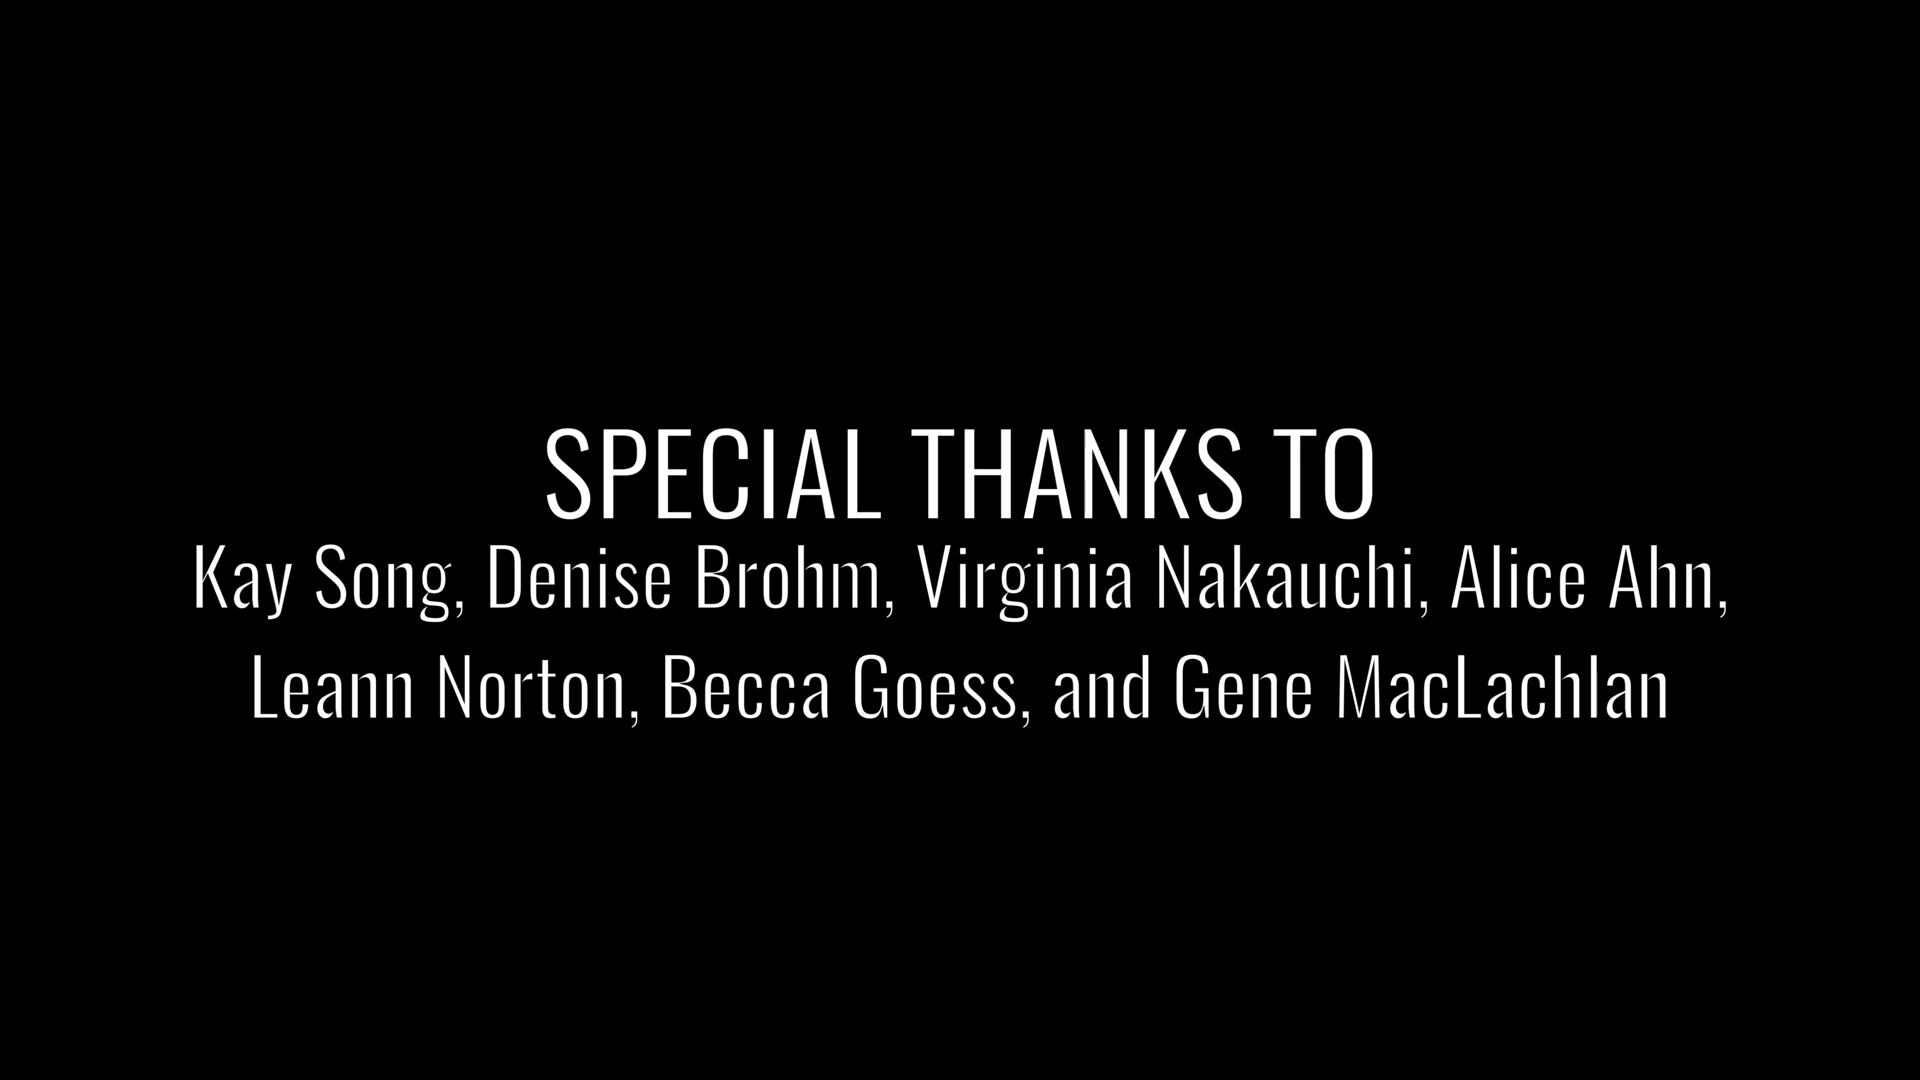 SPECIAL THANKS TO
Kay Song, Denise Brohm, Virginia Nakauchi, Alice Ahn,
Leann Norton, Becca Goess, and Gene MacLachlan